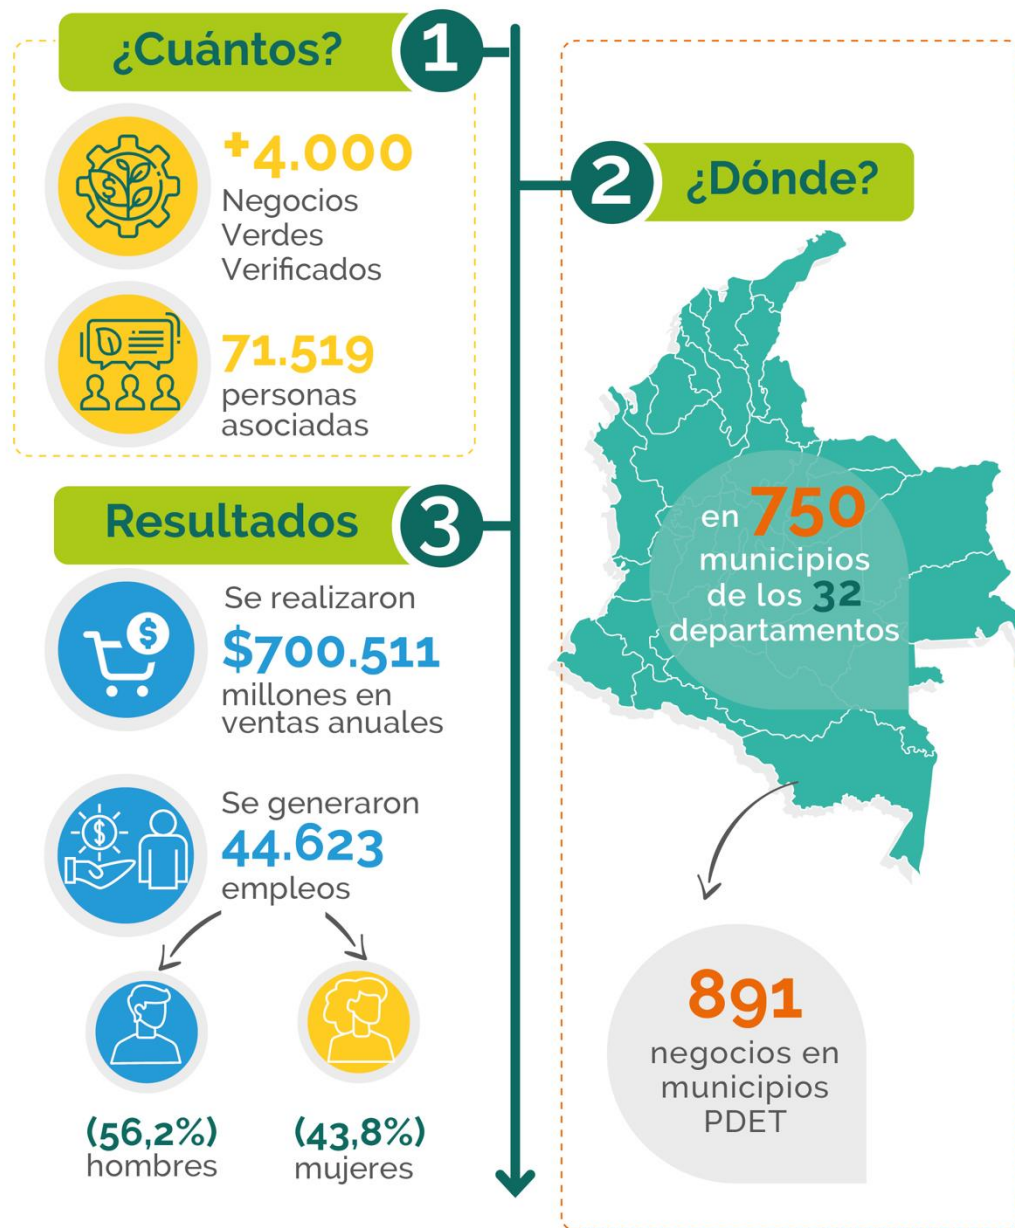 ¿Cuántos?
1
+4.000
Negocios
Verdes
Verificados
$
71.519
personas
asociadas
2
¿Dónde?
en 750
municipios
de los 32
departamentos
891
negocios en
municipios
PDET
Resultados
3
$
Se realizaron
$700.511
millones en
ventas anuales
$
Se generaron
44.623
empleos
(56,2%)
hombres
(43,8%)
mujeres